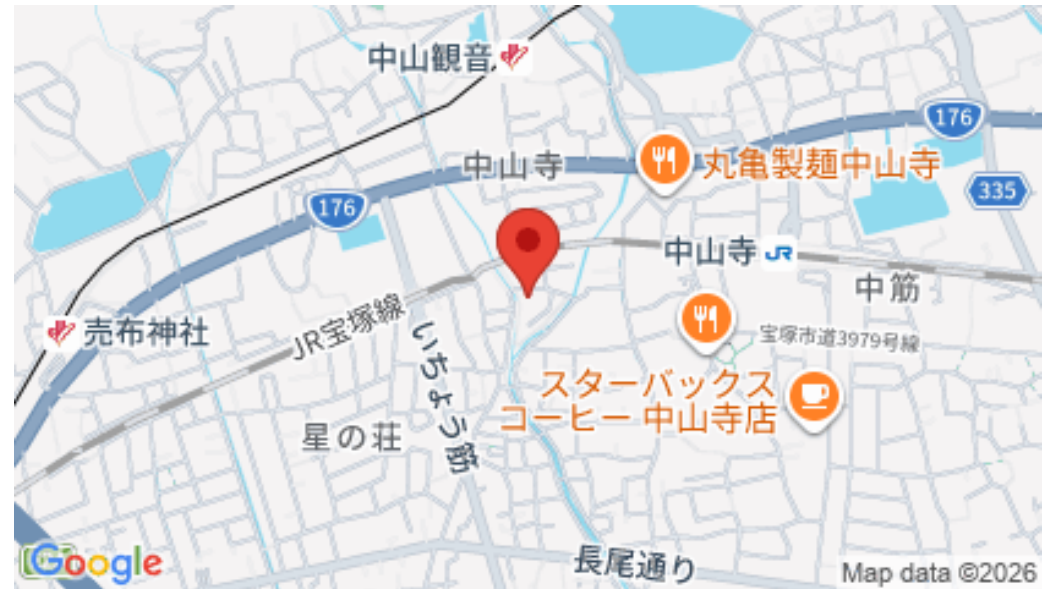 中山観音
176
中山寺
丸亀製麺中山寺
335
176
中山寺 JR
中筋
売布神社
JR宝塚線
宝塚市道3979号線
いちょう筋
スターバックス
コーヒー 中山寺店
星の荘
長尾通り
Google
Map data ©2026